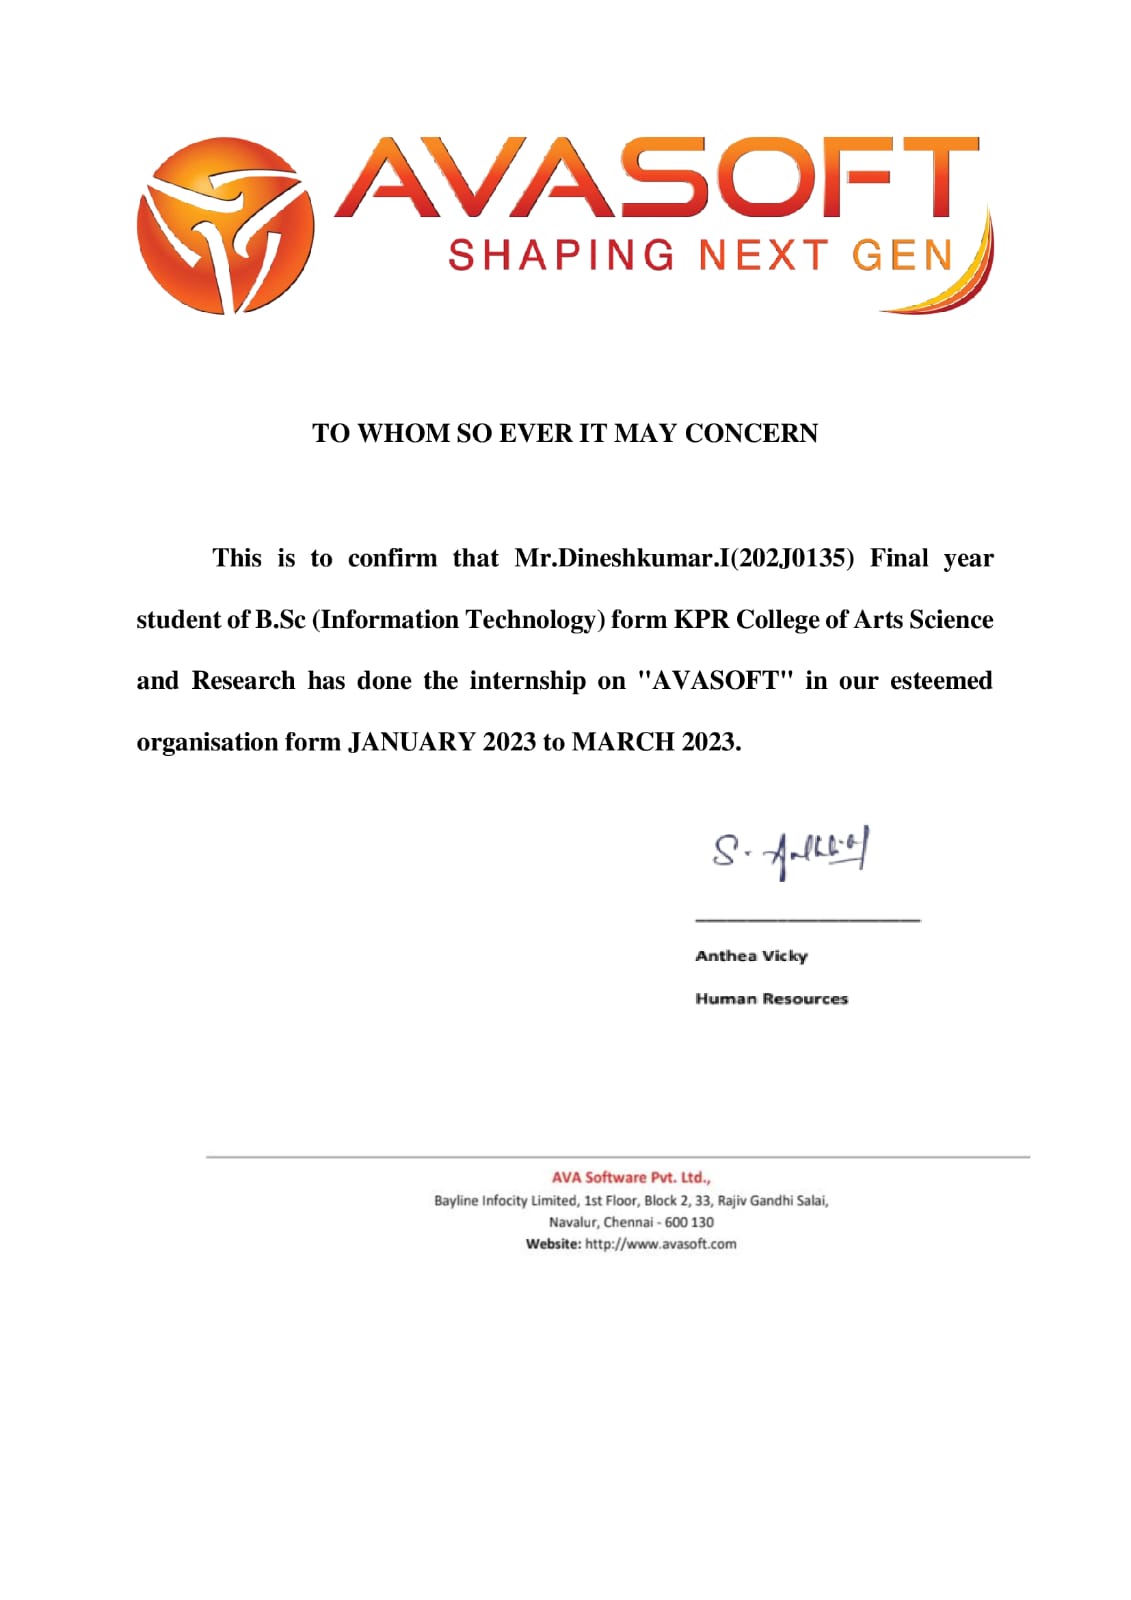 AVASOFT
SHAPING NEXT GEN
TO WHOM SO EVER IT MAY CONCERN
This is to confirm that Mr.Dineshkumar.I(202J0135) Final year
student of B.Sc (Information Technology) form KPR College of Arts Science
and Research has done the internship on "AVASOFT" in our esteemed
organisation form JANUARY 2023 to MARCH 2023.
Anthea Vicky
Human Resources
AVA Software Pvt. Ltd.,
Bayline Infocity Limited, 1st Floor, Block 2, 33, Rajiv Gandhi Salai,
Navalur, Chennai - 600 130
Website: http://www.avasoft.com